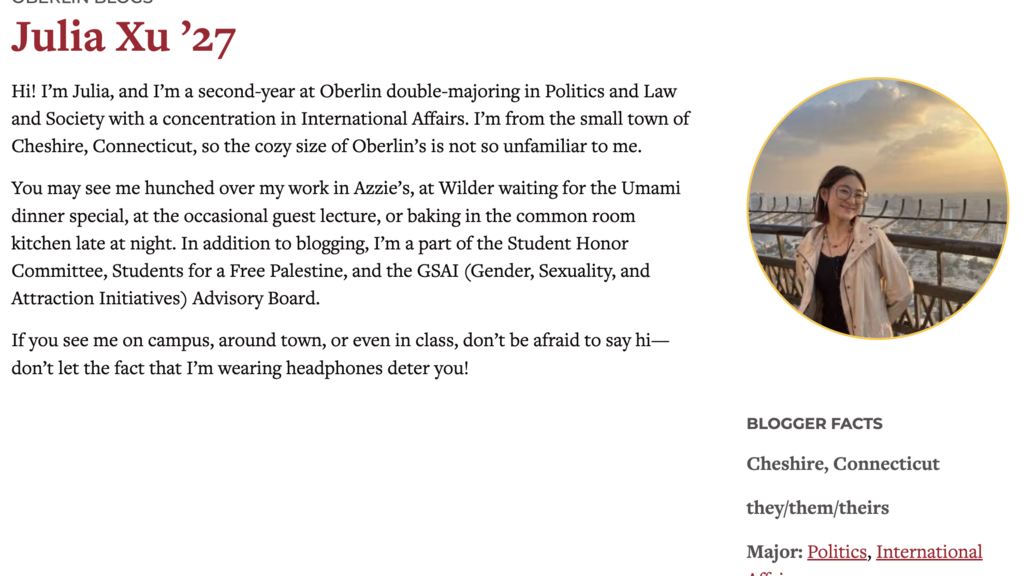 OBERLIN BLOGS
Julia Xu ’27
Hi! I’m Julia, and I’m a second-year at Oberlin double-majoring in Politics and Law
and Society with a concentration in International Affairs. I’m from the small town of
Cheshire, Connecticut, so the cozy size of Oberlin’s is not so unfamiliar to me.
You may see me hunched over my work in Azzie’s, at Wilder waiting for the Umami
dinner special, at the occasional guest lecture, or baking in the common room
kitchen late at night. In addition to blogging, I’m a part of the Student Honor
Committee, Students for a Free Palestine, and the GSAI (Gender, Sexuality, and
Attraction Initiatives) Advisory Board.
If you see me on campus, around town, or even in class, don’t be afraid to say hi—
don’t let the fact that I’m wearing headphones deter you!
BLOGGER FACTS
Cheshire, Connecticut
they/them/theirs
Major: Politics, International